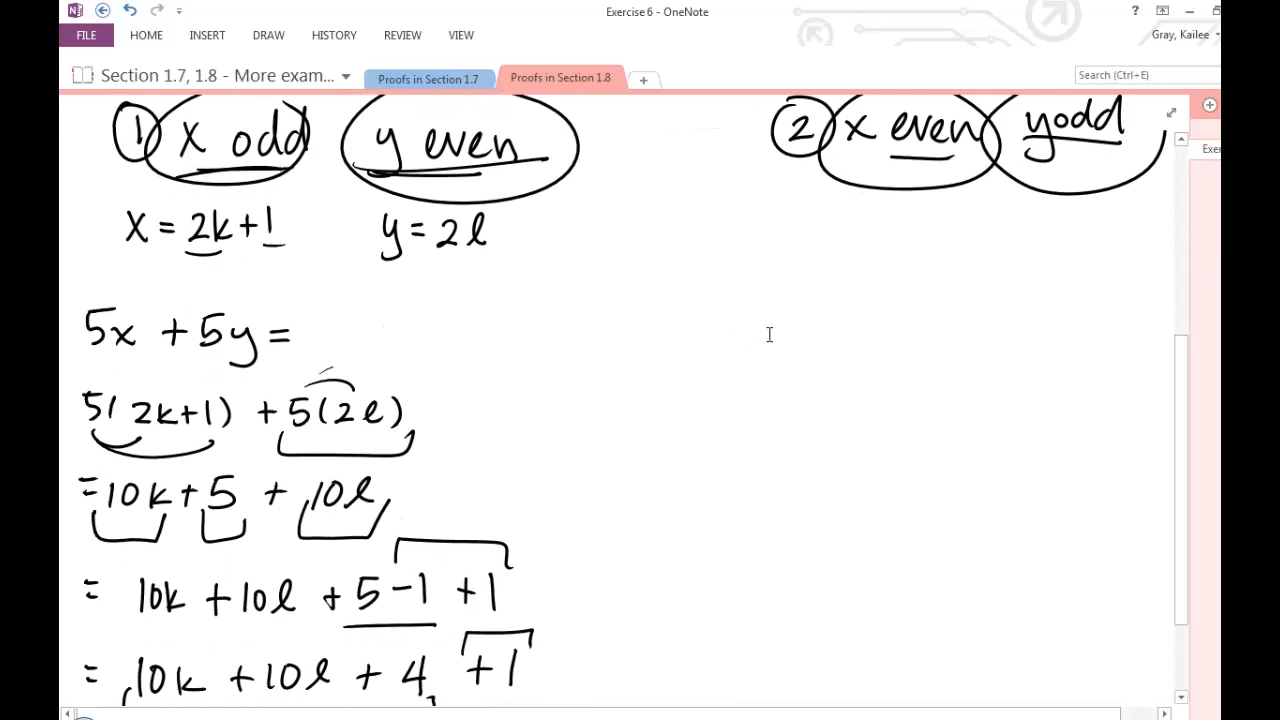 Exercise 6 - OneNote
?
FILE HOME INSERT DRAW HISTORY REVIEW VIEW
Gray, Kailee
Section 1.7, 1.8 - More exam...
Proofs in Section 1.7
Proofs in Section 1.8
Search (Ctrl+E)
① x odd y even
② x even y odd
Exer
x = 2k+1 y = 2l
5x + 5y =
5(2k+1) + 5(2l)
= 10k + 5 + 10l
= 10k + 10l + 5 - 1 + 1
= 10k + 10l + 4 + 1